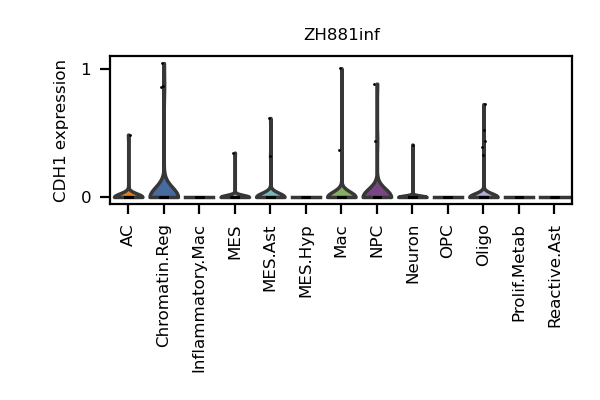 ZH881inf
CDH1 expression
1
0
AC
Chromatin.Reg
Inflammatory.Mac
MES
MES.Ast
MES.Hyp
Mac
NPC
Neuron
OPC
Oligo
Prolif.Metab
Reactive.Ast